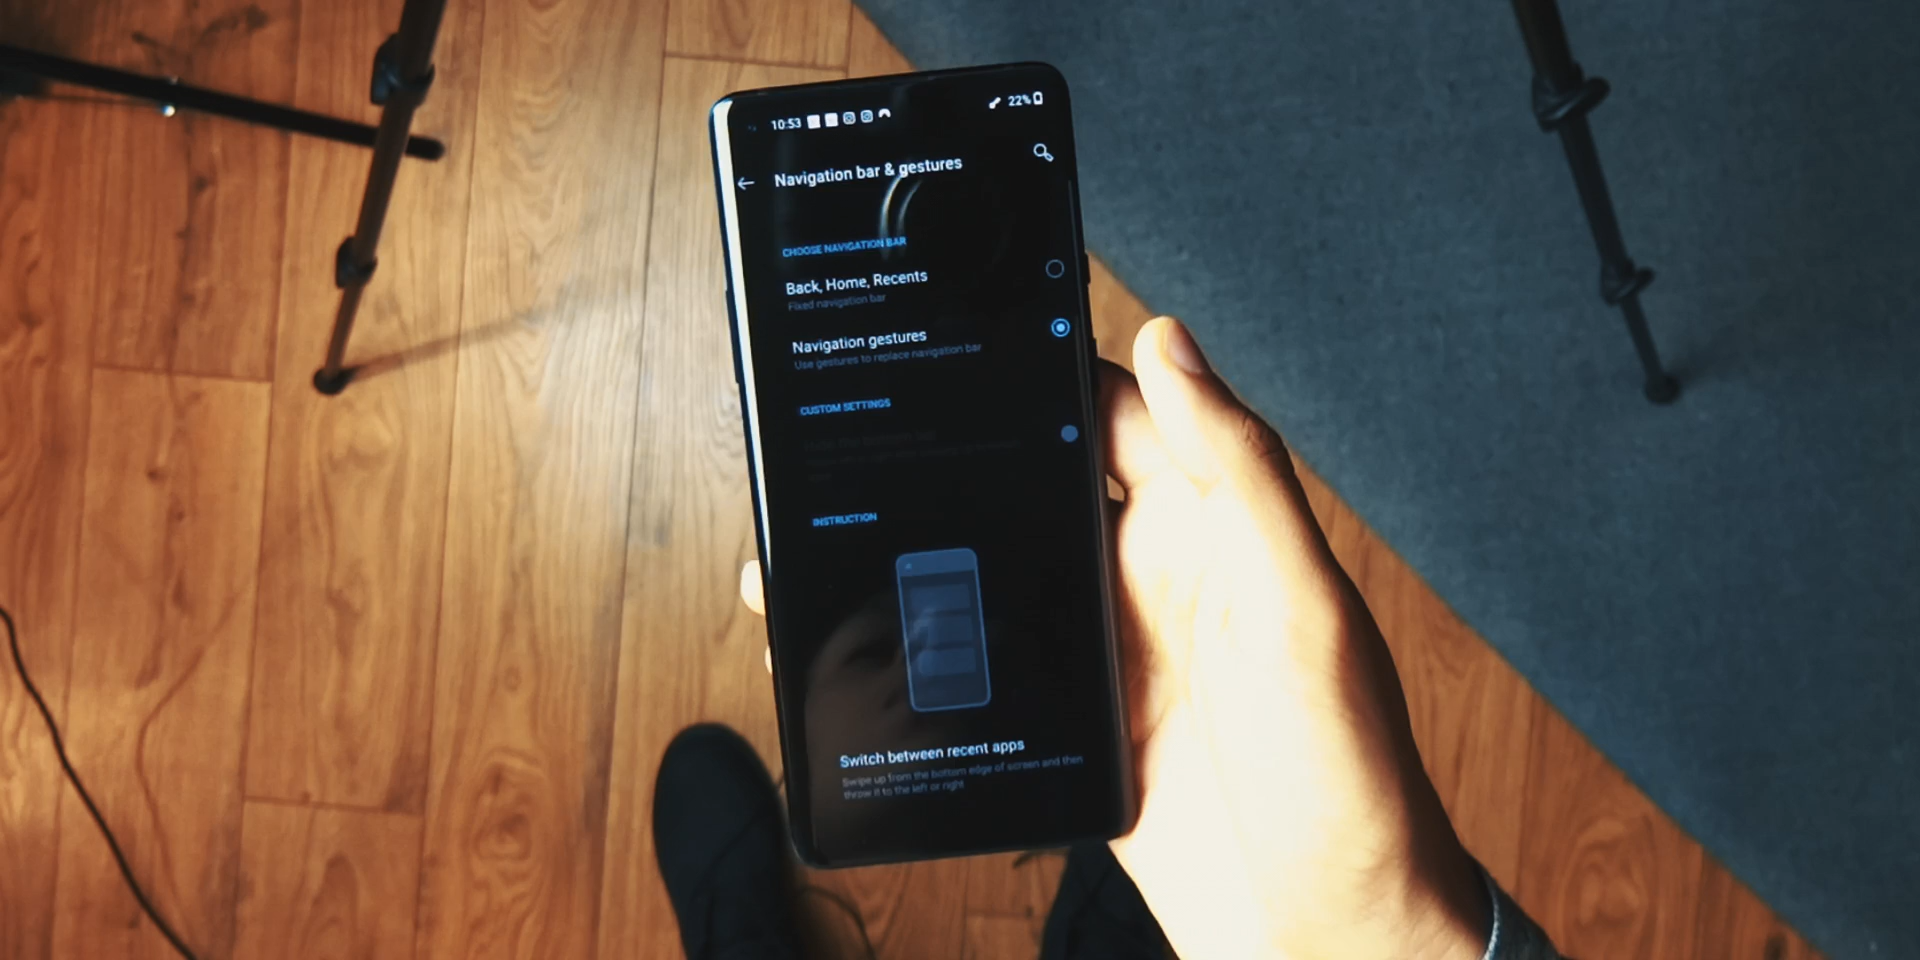 10:53
22%
Navigation bar & gestures
CHOOSE NAVIGATION BAR
Back, Home, Recents
Fixed navigation bar
Navigation gestures
Use gestures to replace navigation bar
CUSTOM SETTINGS
INSTRUCTION
Switch between recent apps
Swipe up from the bottom edge of screen and then
throw it to the left or right